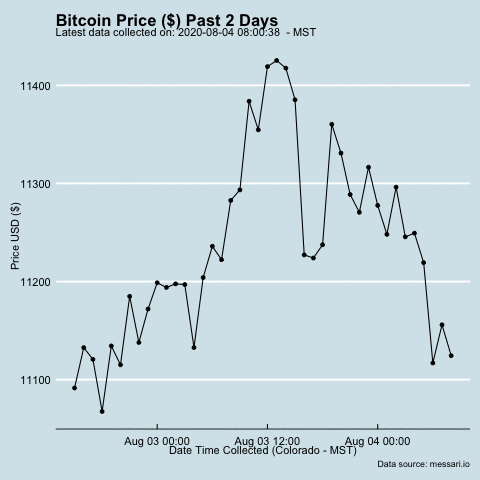 Bitcoin Price ($) Past 2 Days
Latest data collected on: 2020-08-04 08:00:38  - MST
11400
11300
Price USD ($)
11200
11100
Aug 03 00:00 Aug 03 12:00 Aug 04 00:00
Date Time Collected (Colorado - MST)
Data source: messari.io